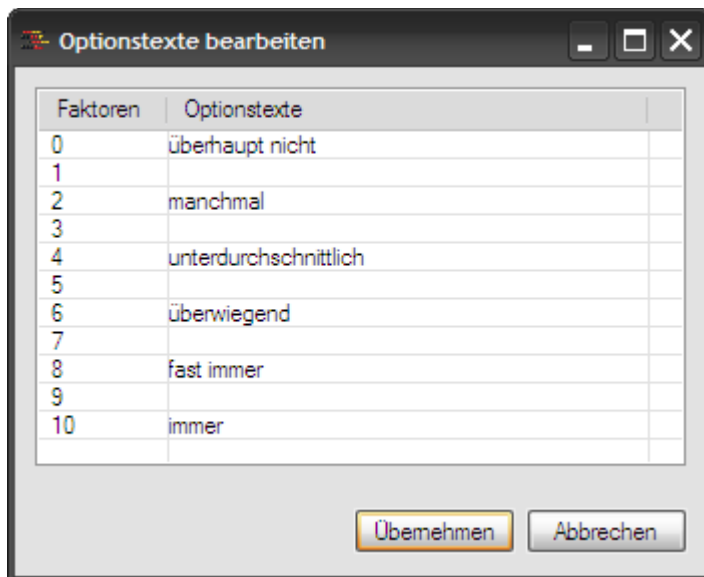 Optionstexte bearbeiten
Faktoren Optionstexte
0 überhaupt nicht
1
2 manchmal
3
4 unterdurchschnittlich
5
6 überwiegend
7
8 fast immer
9
10 immer
Übernehmen Abbrechen